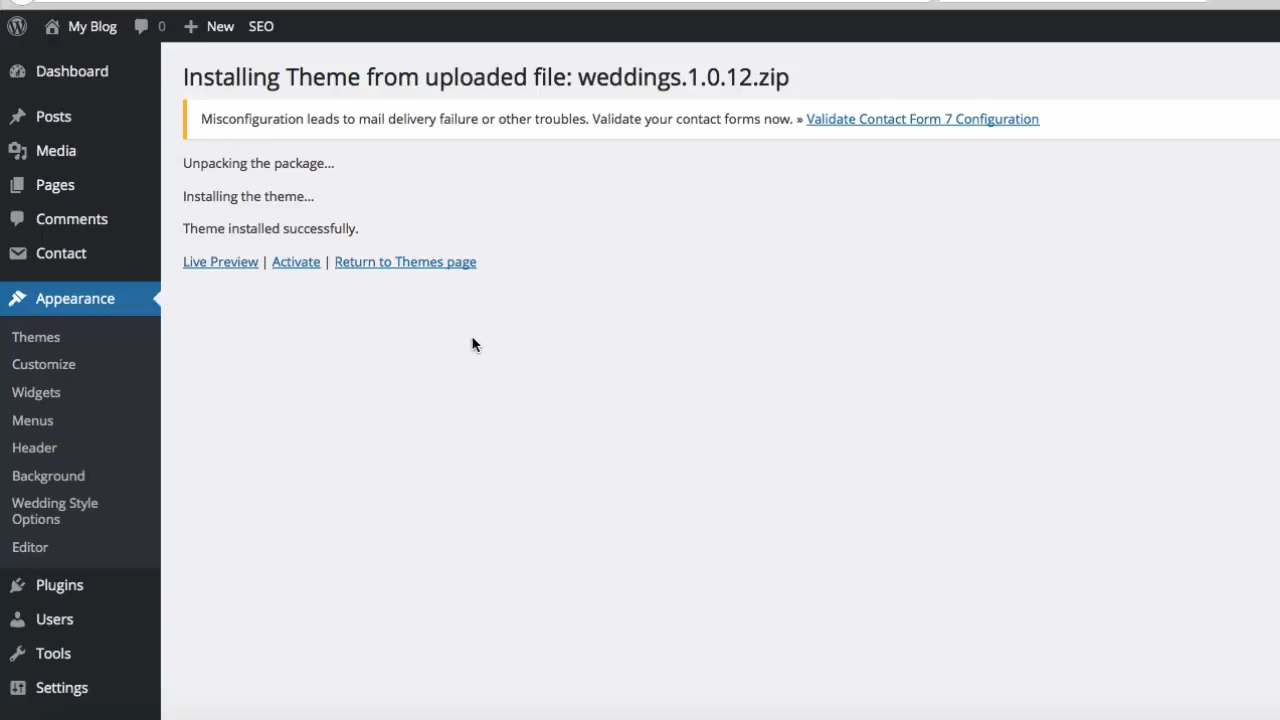 My Blog 0 New SEO
Dashboard
Posts
Media
Pages
Comments
Contact
Appearance
Themes
Customize
Widgets
Menus
Header
Background
Wedding Style
Options
Editor
Plugins
Users
Tools
Settings
Installing Theme from uploaded file: weddings.1.0.12.zip
Misconfiguration leads to mail delivery failure or other troubles. Validate your contact forms now. » Validate Contact Form 7 Configuration
Unpacking the package...
Installing the theme...
Theme installed successfully.
Live Preview | Activate | Return to Themes page